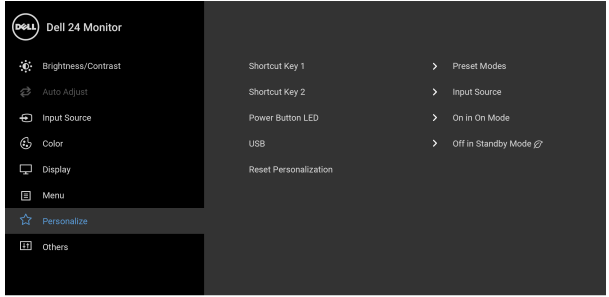 DELL Dell 24 Monitor
Brightness/Contrast
Auto Adjust
Input Source
Color
Display
Menu
Personalize
Others
Shortcut Key 1 > Preset Modes
Shortcut Key 2 > Input Source
Power Button LED > On in On Mode
USB > Off in Standby Mode
Reset Personalization